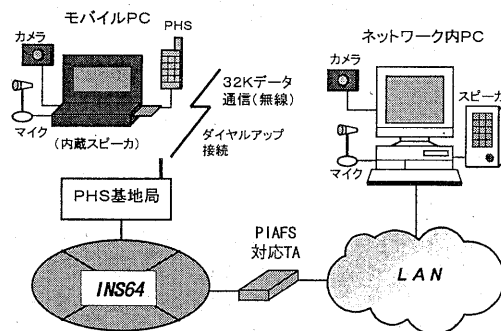 モバイルPC
カメラ
PHS
マイク
(内蔵スピーカ)
32Kデータ
通信(無線)
ダイヤルアップ
接続
ネットワーク内PC
カメラ
スピーカ
マイク
PHS基地局
PIAFS
対応TA
INS64
LAN